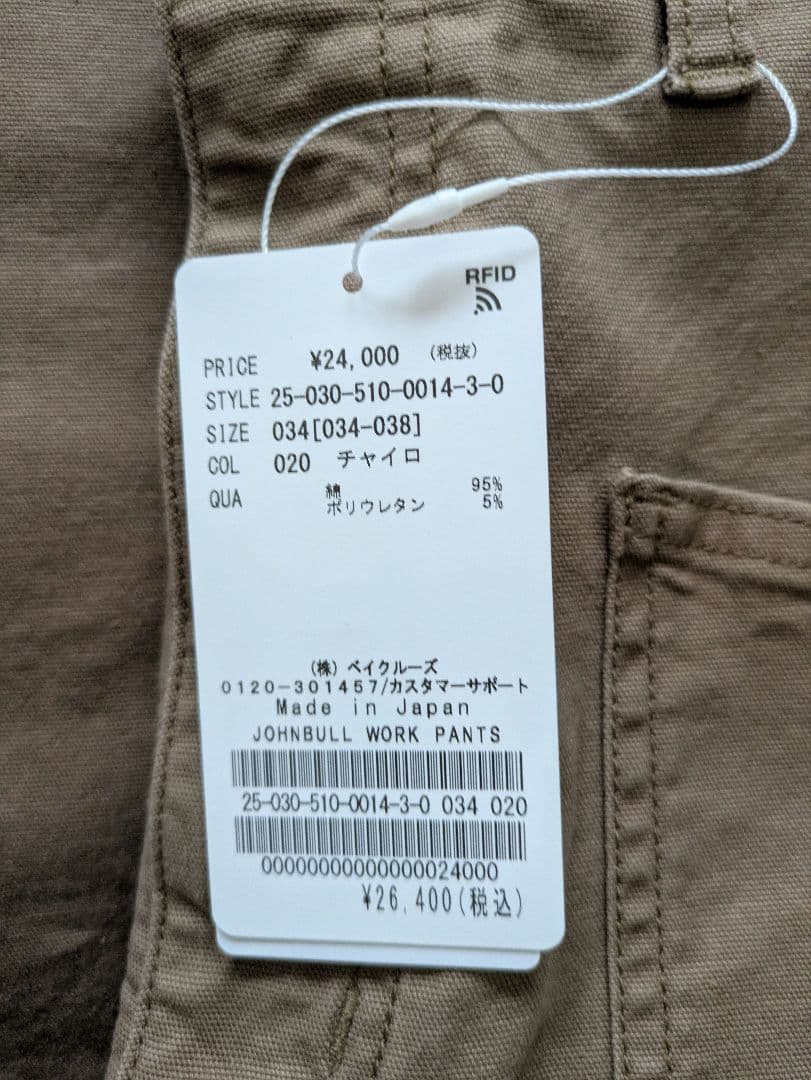 RFID
PRICE ¥24,000 (税抜)
STYLE 25-030-510-0014-3-0
SIZE 034[034-038]
COL 020 チャイロ
QUA 綿 95%
ポリウレタン 5%
(株) ベイクルーズ
0120-301457/カスタマーサポート
Made in Japan
JOHNBULL WORK PANTS
25-030-510-0014-3-0 034 020
00000000000000024000
¥26,400(税込)